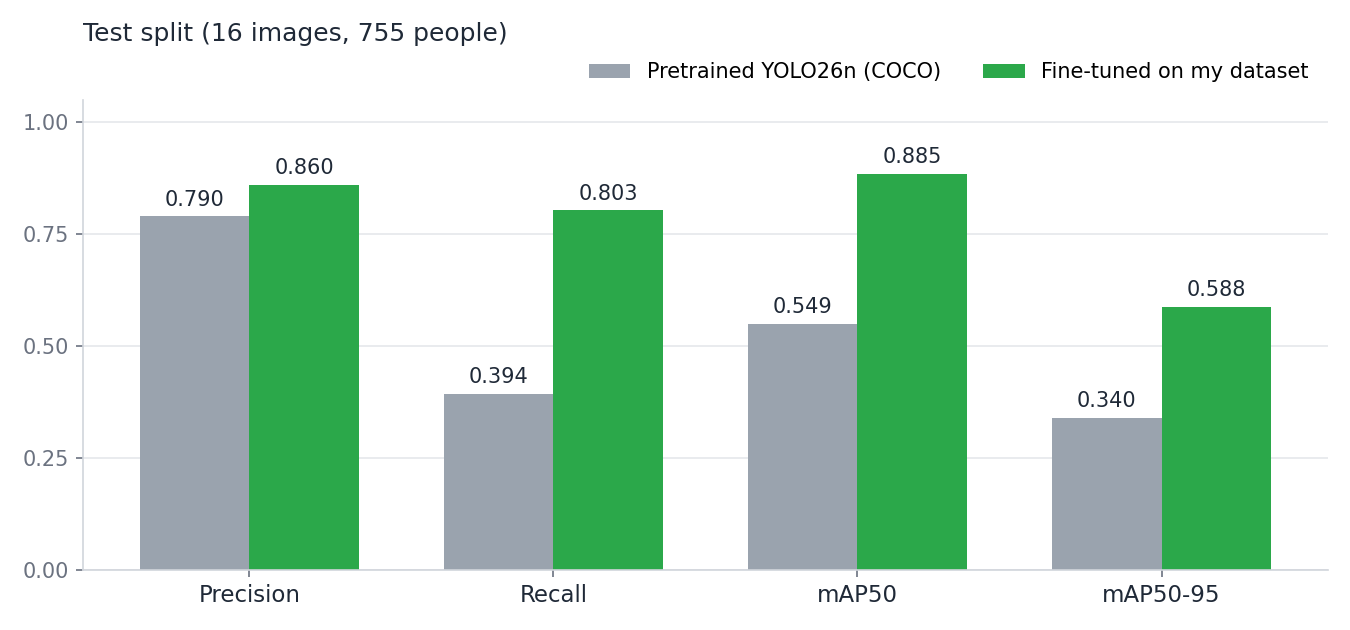 Test split (16 images, 755 people)
Pretrained YOLO26n (COCO) Fine-tuned on my dataset
1.00
0.75
0.50
0.25
0.00
0.790 0.860 0.394 0.803 0.549 0.885 0.340 0.588
Precision Recall mAP50 mAP50-95